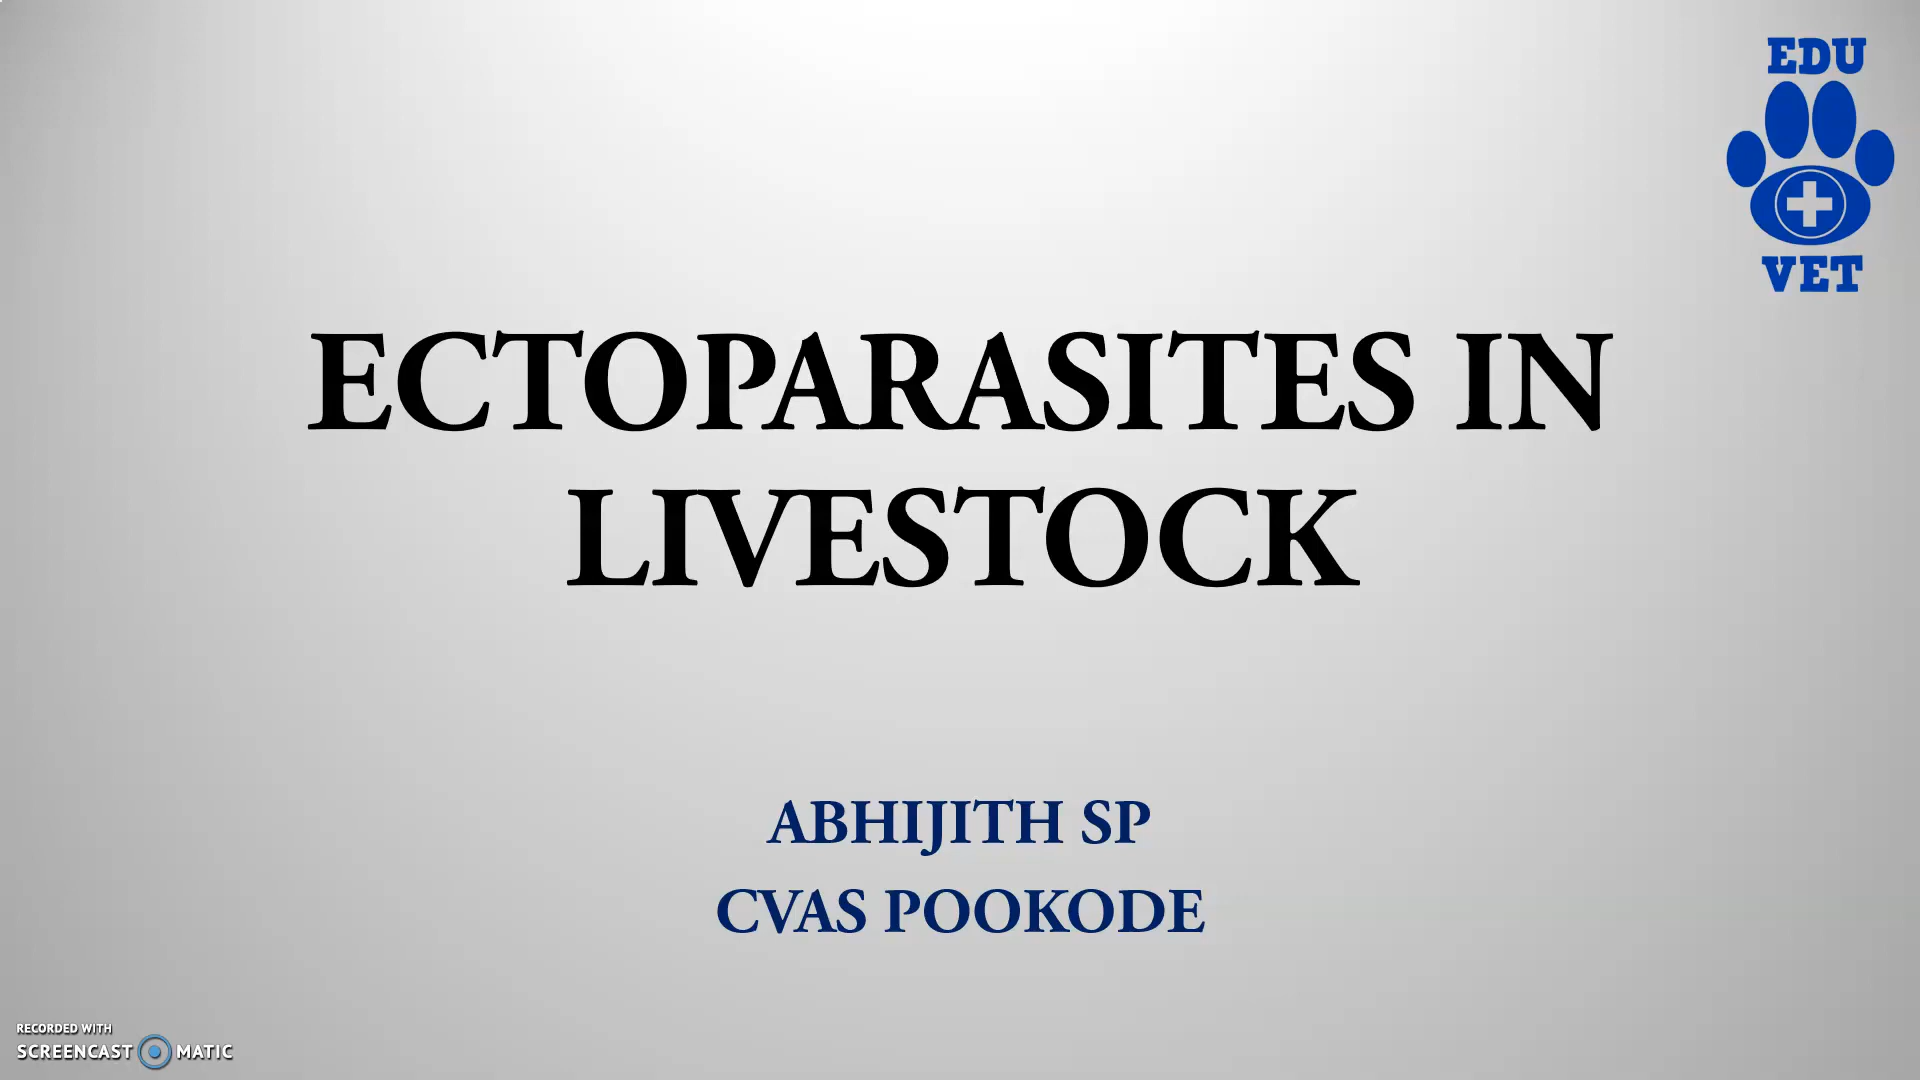 EDU
VET
ECTOPARASITES IN
LIVESTOCK
ABHIJITH SP
CVAS POOKODE
RECORDED WITH
SCREENCAST MATIC